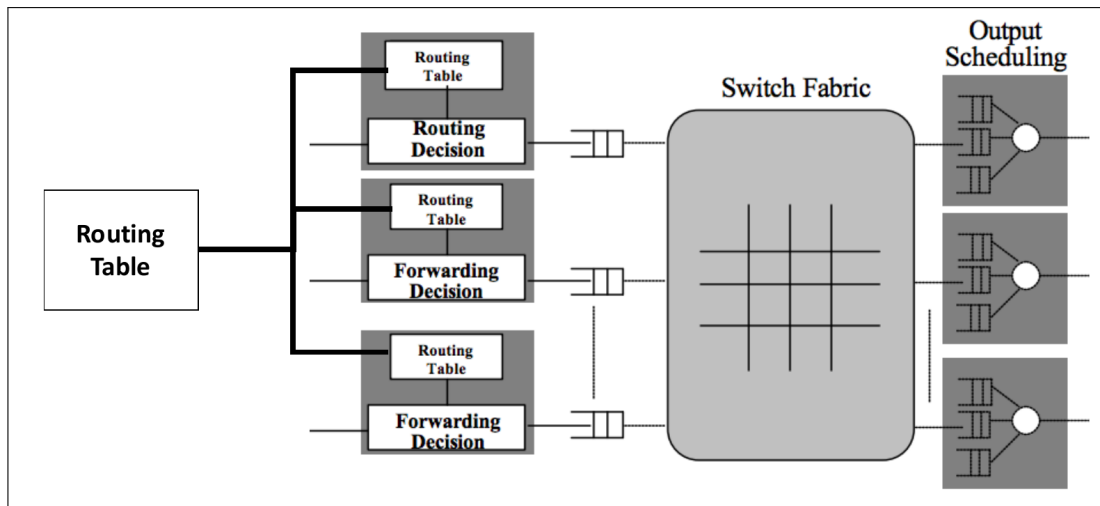 Output
Scheduling
Switch Fabric
Routing
Table
Routing
Table
Routing
Decision
Routing
Table
Forwarding
Decision
Routing
Table
Forwarding
Decision